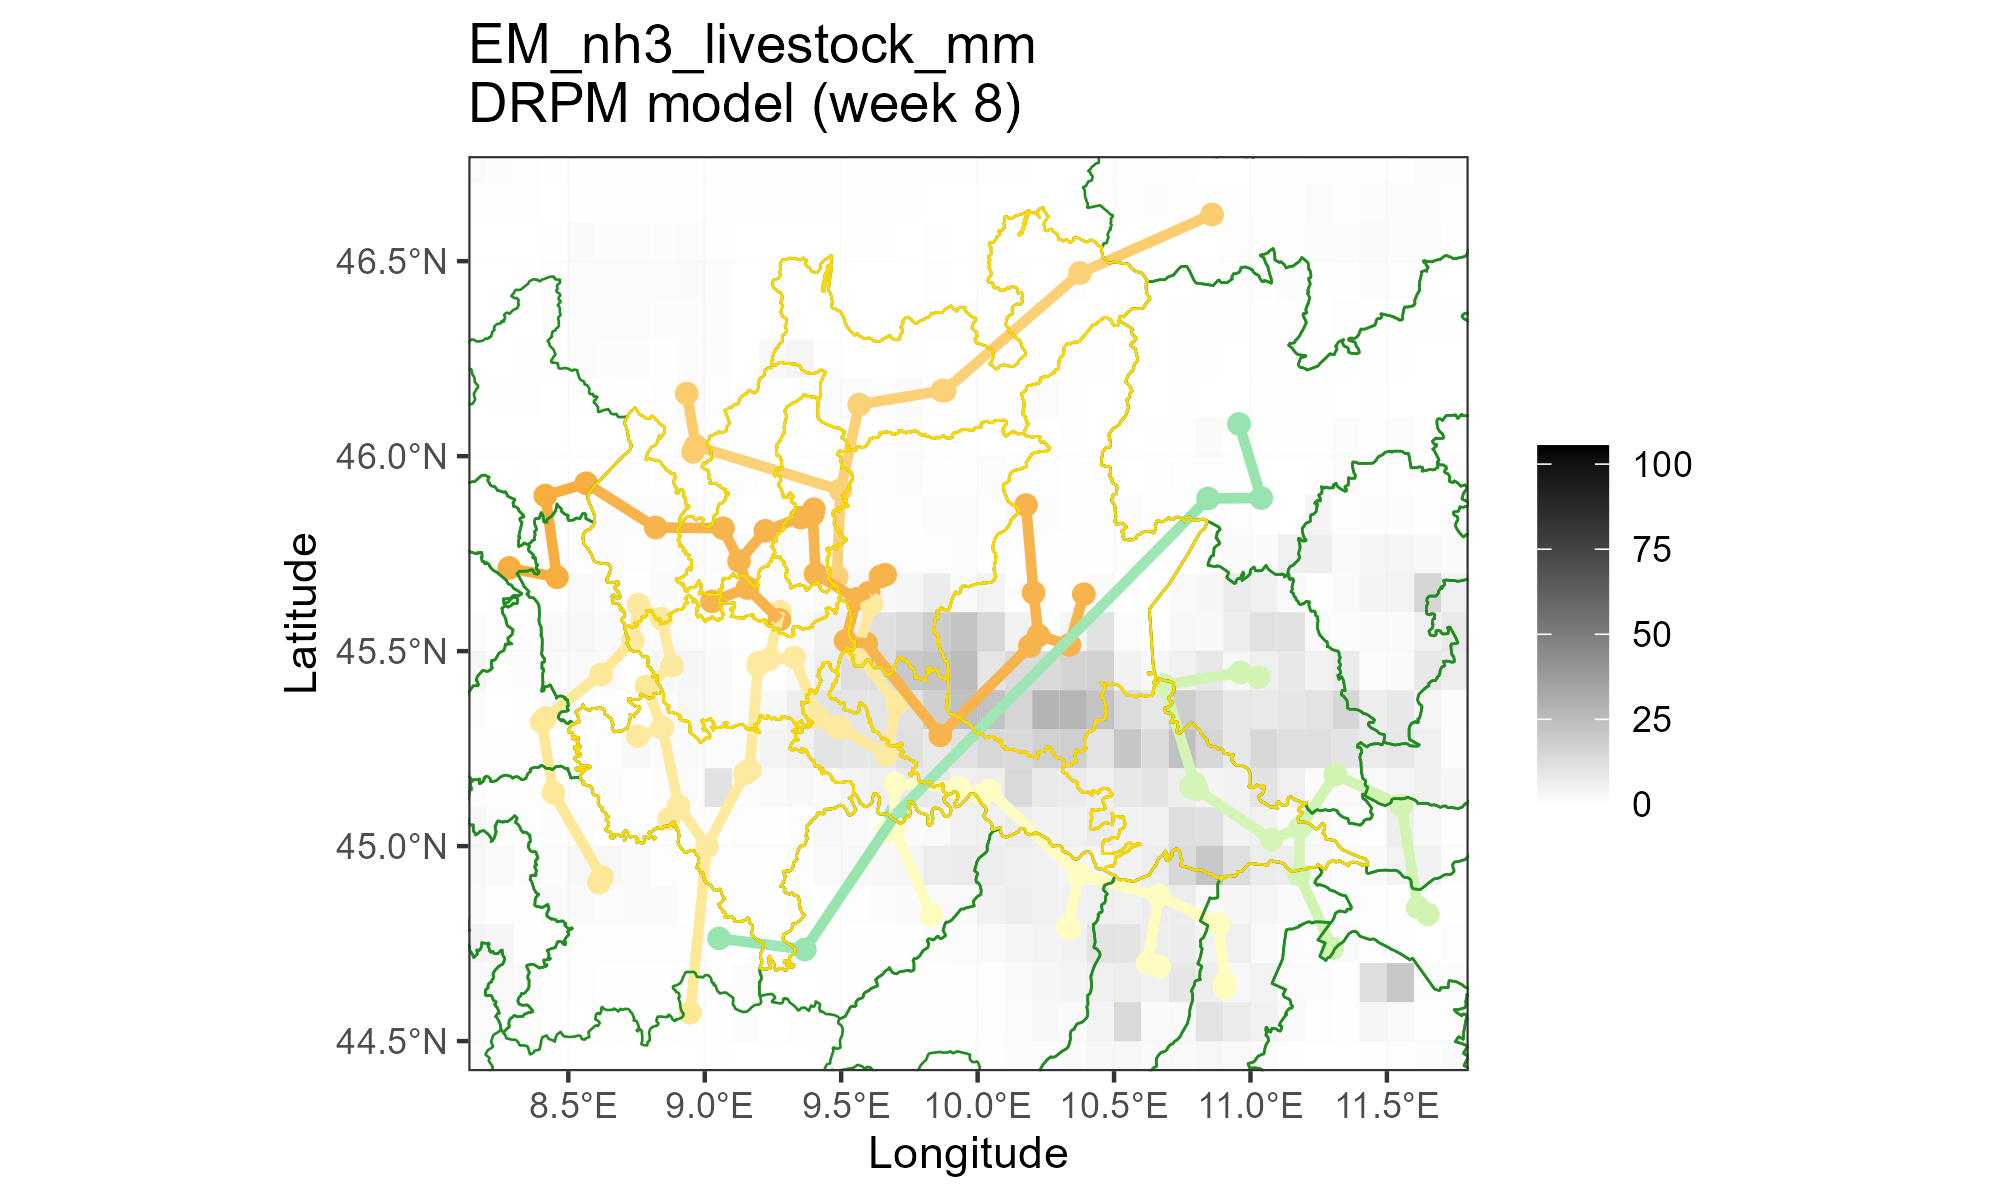 EM_nh3_livestock_mm
DRPM model (week 8)
46.5°N
46.0°N
45.5°N
45.0°N
44.5°N
Latitude
8.5°E 9.0°E 9.5°E 10.0°E 10.5°E 11.0°E 11.5°E
Longitude
100
75
50
25
0